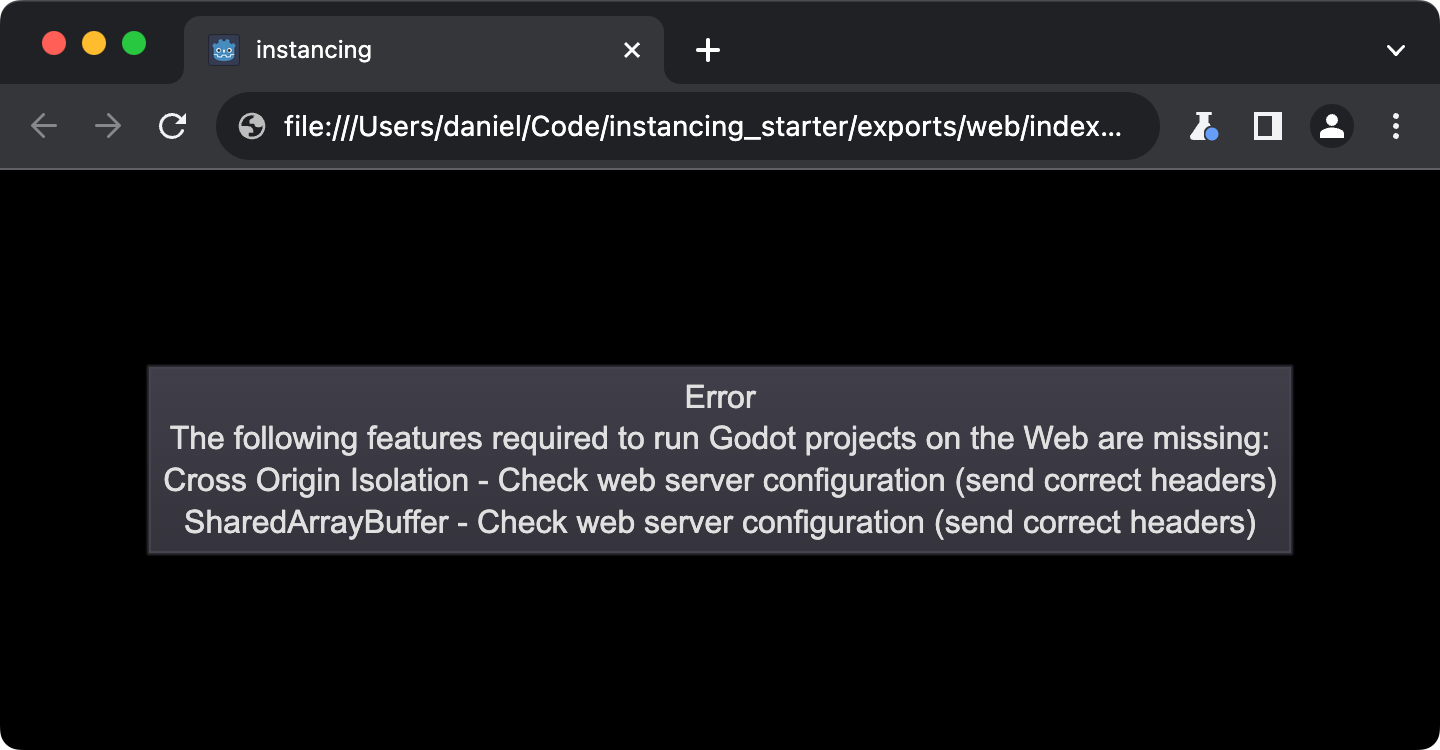 instancing
file:///Users/daniel/Code/instancing_starter/exports/web/index...
Error
The following features required to run Godot projects on the Web are missing:
Cross Origin Isolation - Check web server configuration (send correct headers)
SharedArrayBuffer - Check web server configuration (send correct headers)